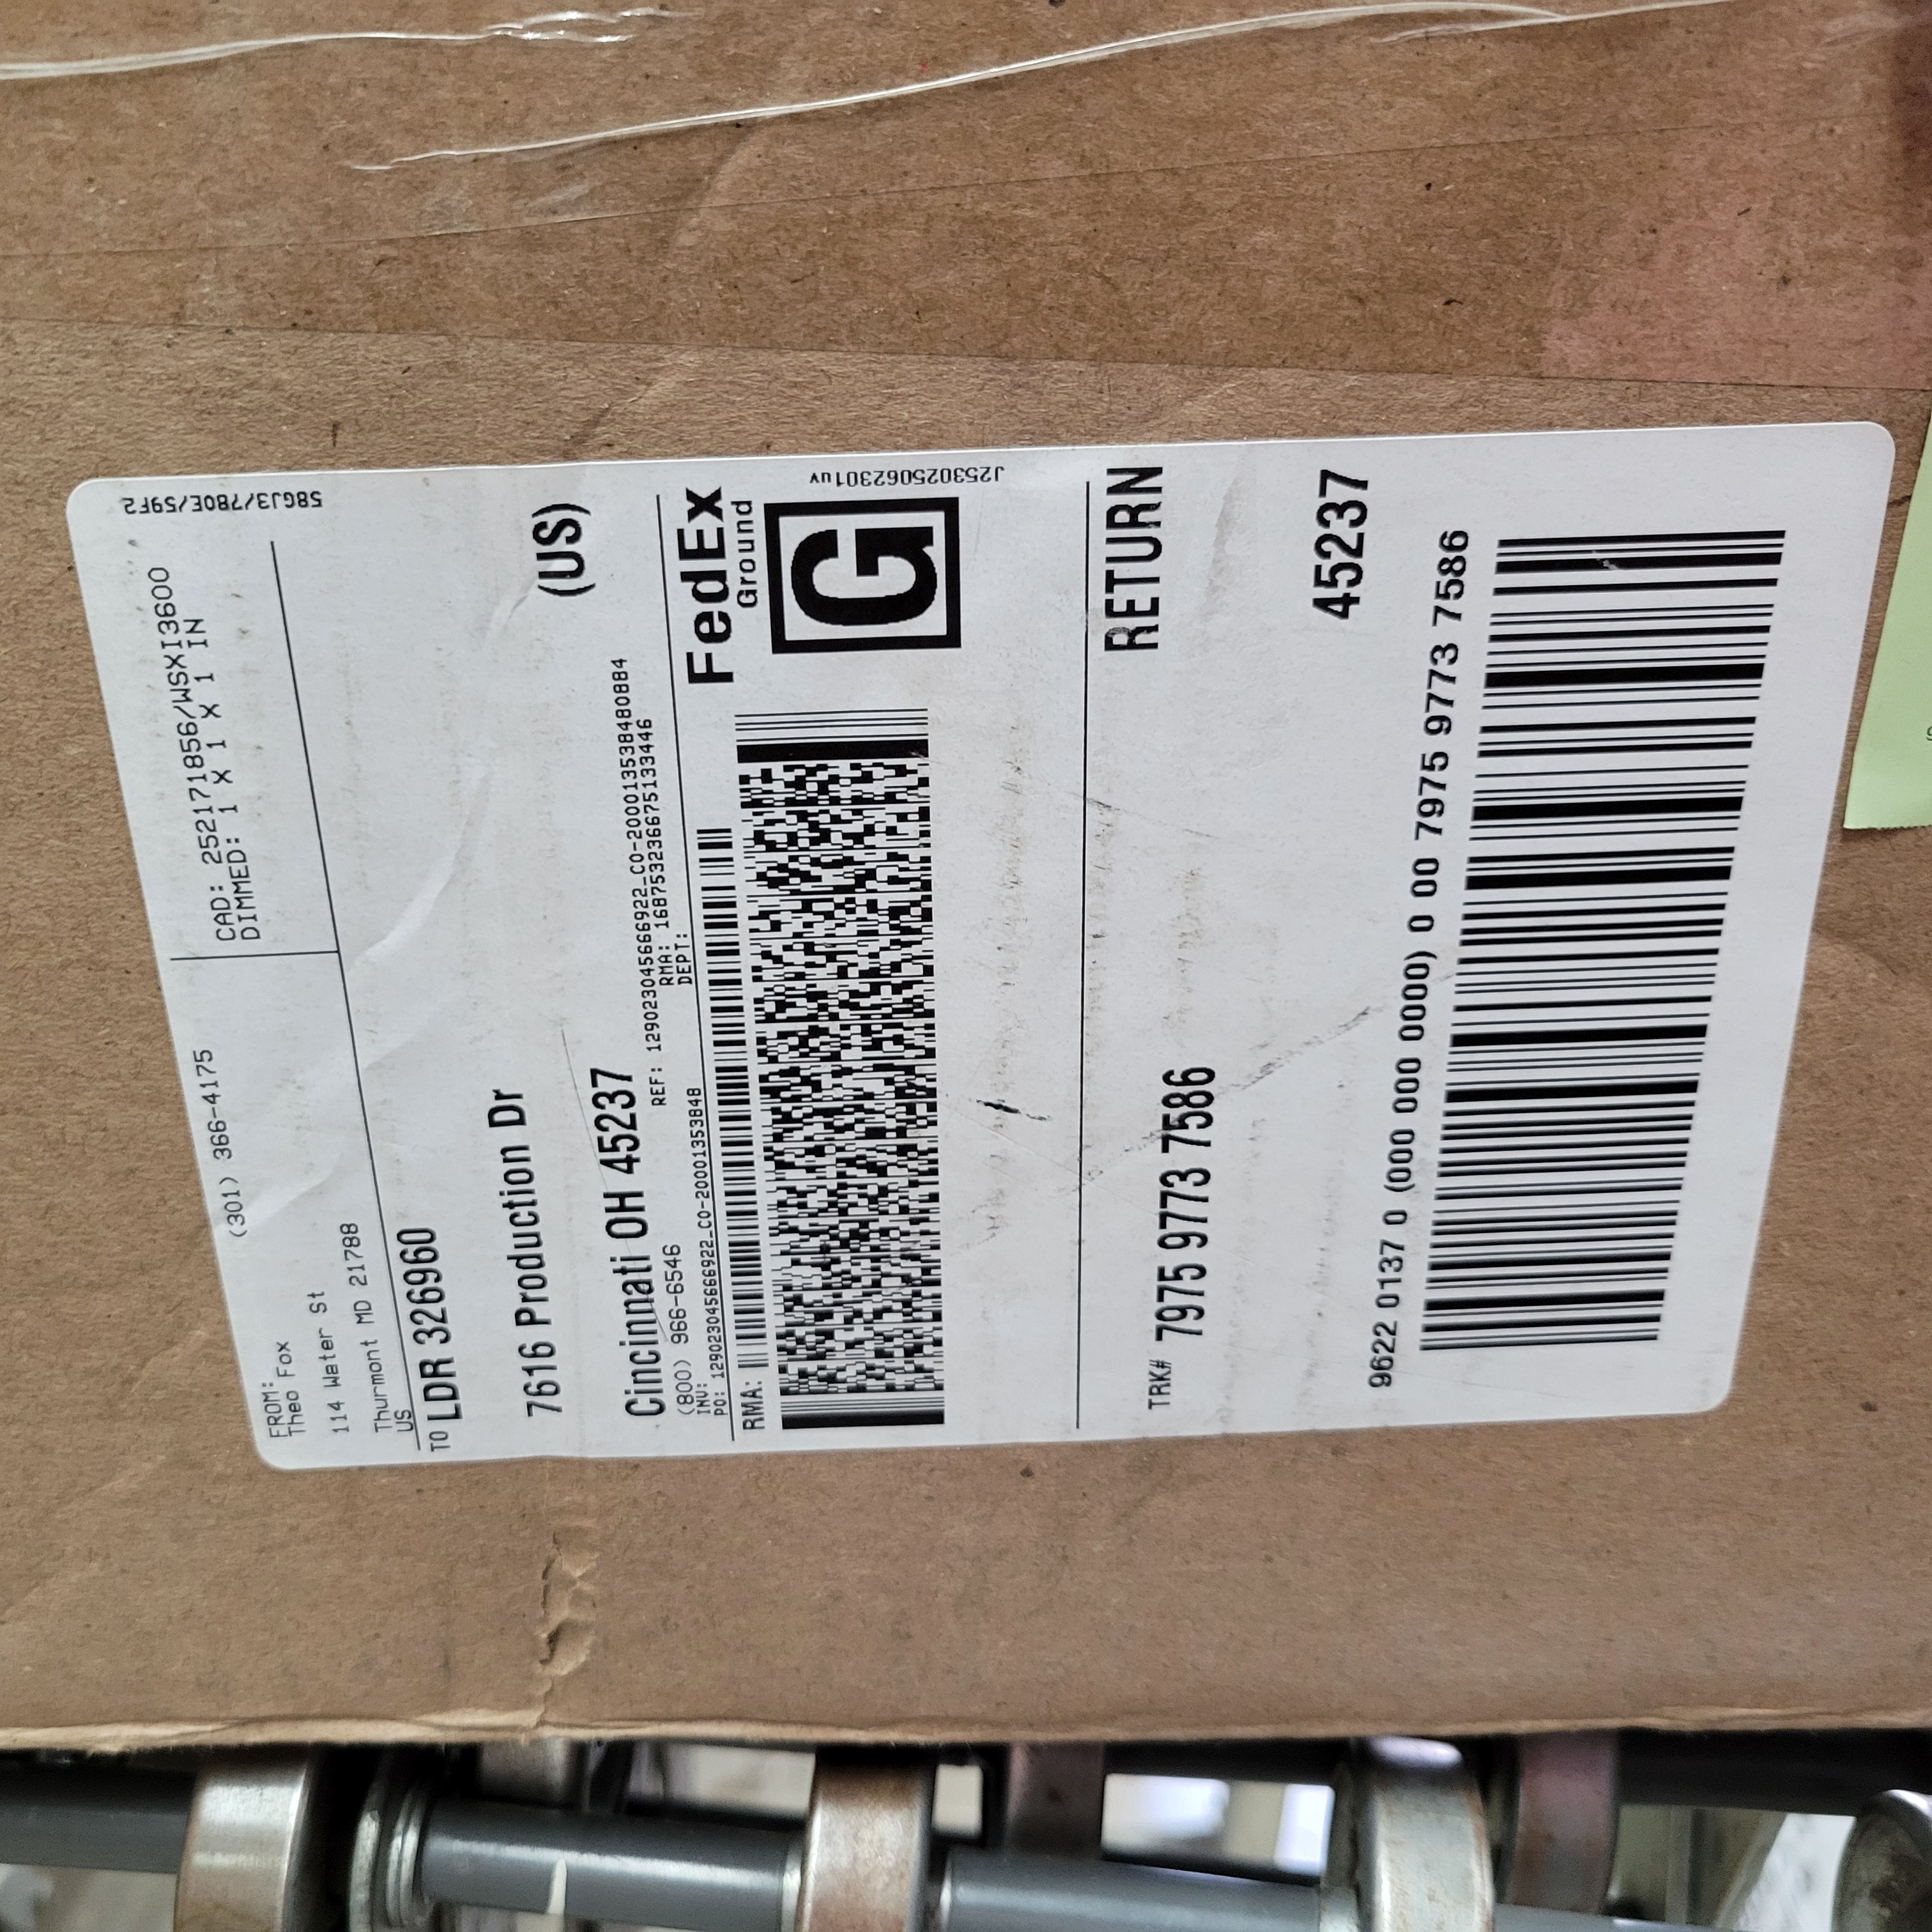 FROM:
(301) 366-4175
Theo Fox
114 Water St
Thurmont MD 21788
US
CAD: 252171856/WSXI3600
DIMMED: 1 X 1 X 1 IN
58GJ3/780E/59F2
TO LDR 326960
7616 Production Dr
(US)
Cincinnati OH 45237
(800) 966-6546
REF: 129023045666922_CO-200013538480884
INV:
RMA: 168753236675133446
PO: 129023045666922_CO-20001353848
DEPT:
RMA:
FedEx
Ground
G
J253025062301uv
RETURN
TRK# 7975 9773 7586
45237
9622 0137 0 (000 000 0000) 0 00 7975 9773 7586